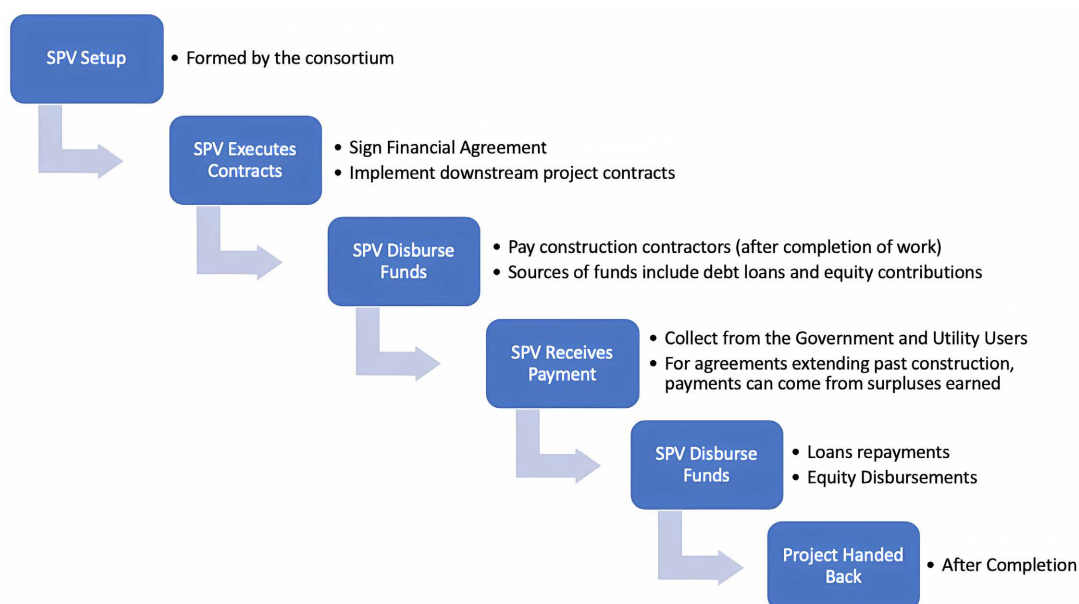 SPV Setup
• Formed by the consortium
SPV Executes
Contracts
• Sign Financial Agreement
• Implement downstream project contracts
SPV Disburse
Funds
• Pay construction contractors (after completion of work)
• Sources of funds include debt loans and equity contributions
SPV Receives
Payment
• Collect from the Government and Utility Users
• For agreements extending past construction,
payments can come from surpluses earned
SPV Disburse
Funds
• Loans repayments
• Equity Disbursements
Project Handed
Back
• After Completion